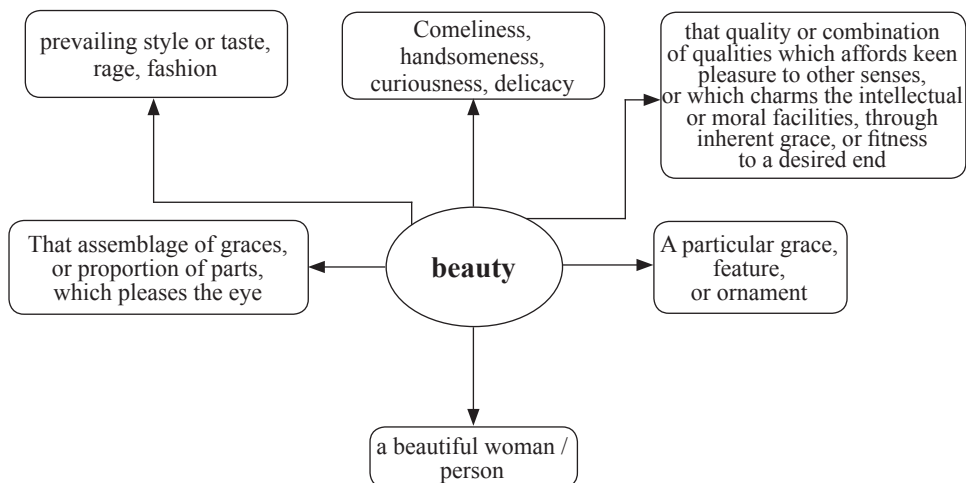 prevailing style or taste,
rage, fashion
Comeliness,
handsomeness,
curiousness, delicacy
that quality or combination
of qualities which affords keen
pleasure to other senses,
or which charms the intellectual
or moral facilities, through
inherent grace, or fitness
to a desired end
That assemblage of graces,
or proportion of parts,
which pleases the eye
beauty
A particular grace,
feature,
or ornament
a beautiful woman /
person